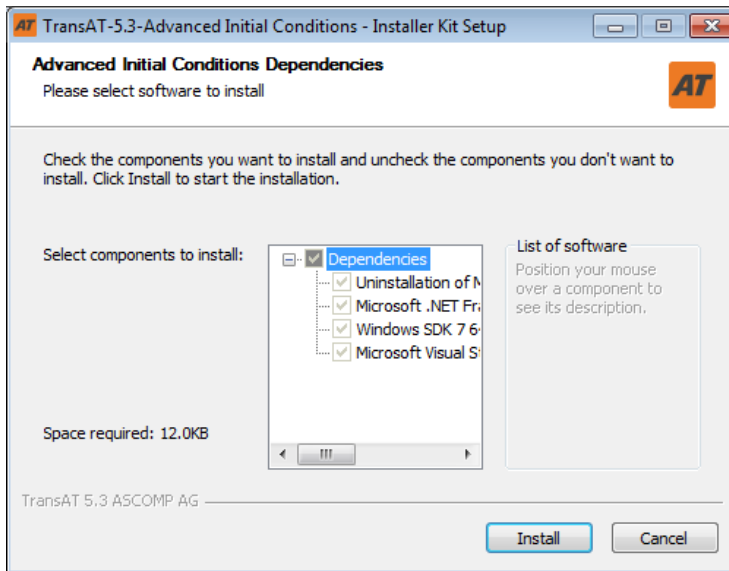 AT TransAT-5.3-Advanced Initial Conditions - Installer Kit Setup
Advanced Initial Conditions Dependencies
Please select software to install
AT
Check the components you want to install and uncheck the components you don't want to
install. Click Install to start the installation.
Select components to install:
Dependencies
Uninstallation of
Microsoft .NET
Windows SDK 7
Microsoft Visual
List of software
Position your mouse
over a component to
see its description.
Space required: 12.0KB
TransAT 5.3 ASCOMP AG
Install
Cancel